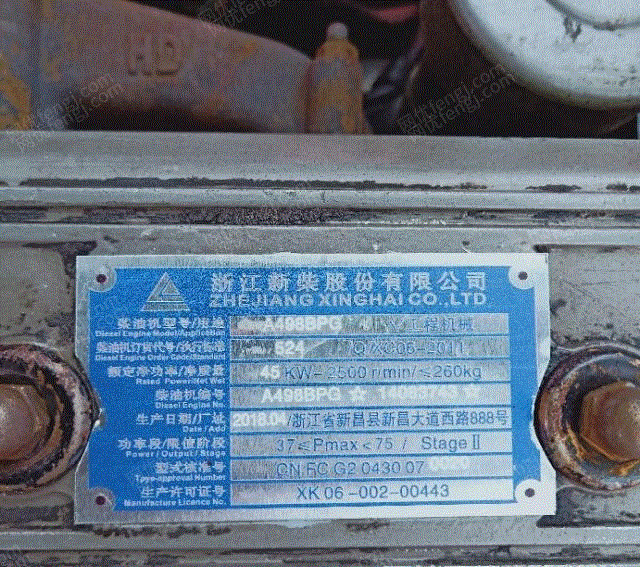 HD
浙江新柴股份有限公司
ZHEJIANG XINGHAI CO.,LTD
柴油机型号/用途 A498BPG 工程机械
Diesel Engine Model/Application
柴油机订货代号/执行标准 524
Diesel Engine Order Code/Standard
额定净功率/净质量 45 KW-2500 r/min/≤260kg
Rated Power/Net Wet
柴油机编号 A498BPG ☆
Diesel Engine No.
生产日期/厂址 2018.04/浙江省新昌县新昌大道西路888号
Date/Add
功率段/限值阶段 37≤Pmax<75 / Stage Ⅱ
Power/Output/Stage
型式核准号 CN FC G2 0430 07
Type-approval Number
生产许可证号 XK 06-002-00443
Manufacture Licence No.